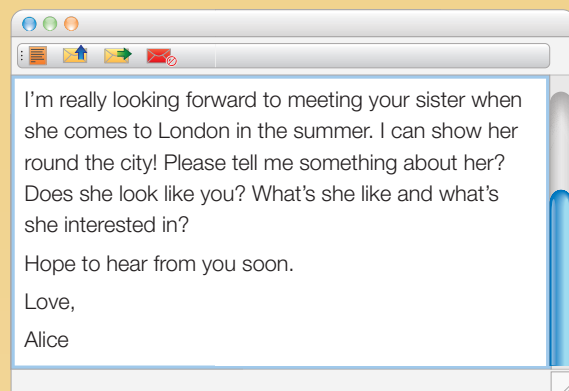 I'm really looking forward to meeting your sister when
she comes to London in the summer. I can show her
round the city! Please tell me something about her?
Does she look like you? What's she like and what's
she interested in?
Hope to hear from you soon.
Love,
Alice